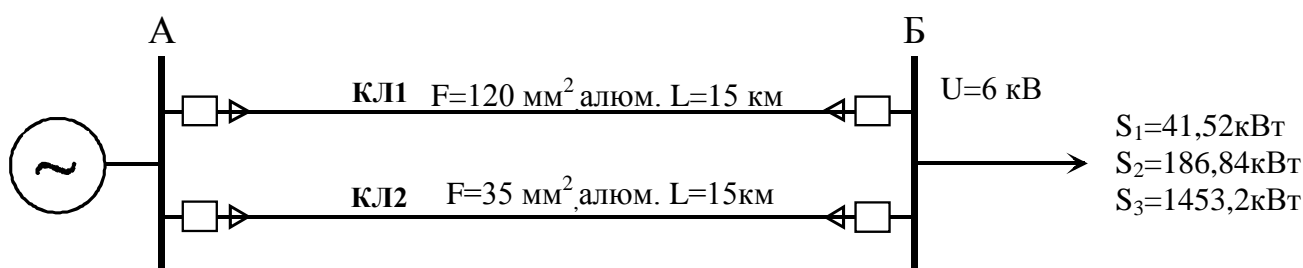 А
Б
КЛ1 F=120 мм², алюм. L=15 км
U=6 кВ
S₁=41,52кВт
S₂=186,84кВт
S₃=1453,2кВт
~
КЛ2 F=35 мм², алюм. L=15км